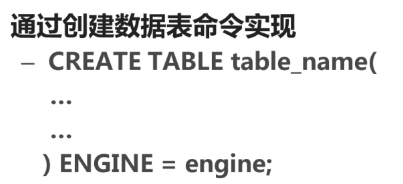 通过创建数据表命令实现
– CREATE TABLE table_name(
...
...
) ENGINE = engine;